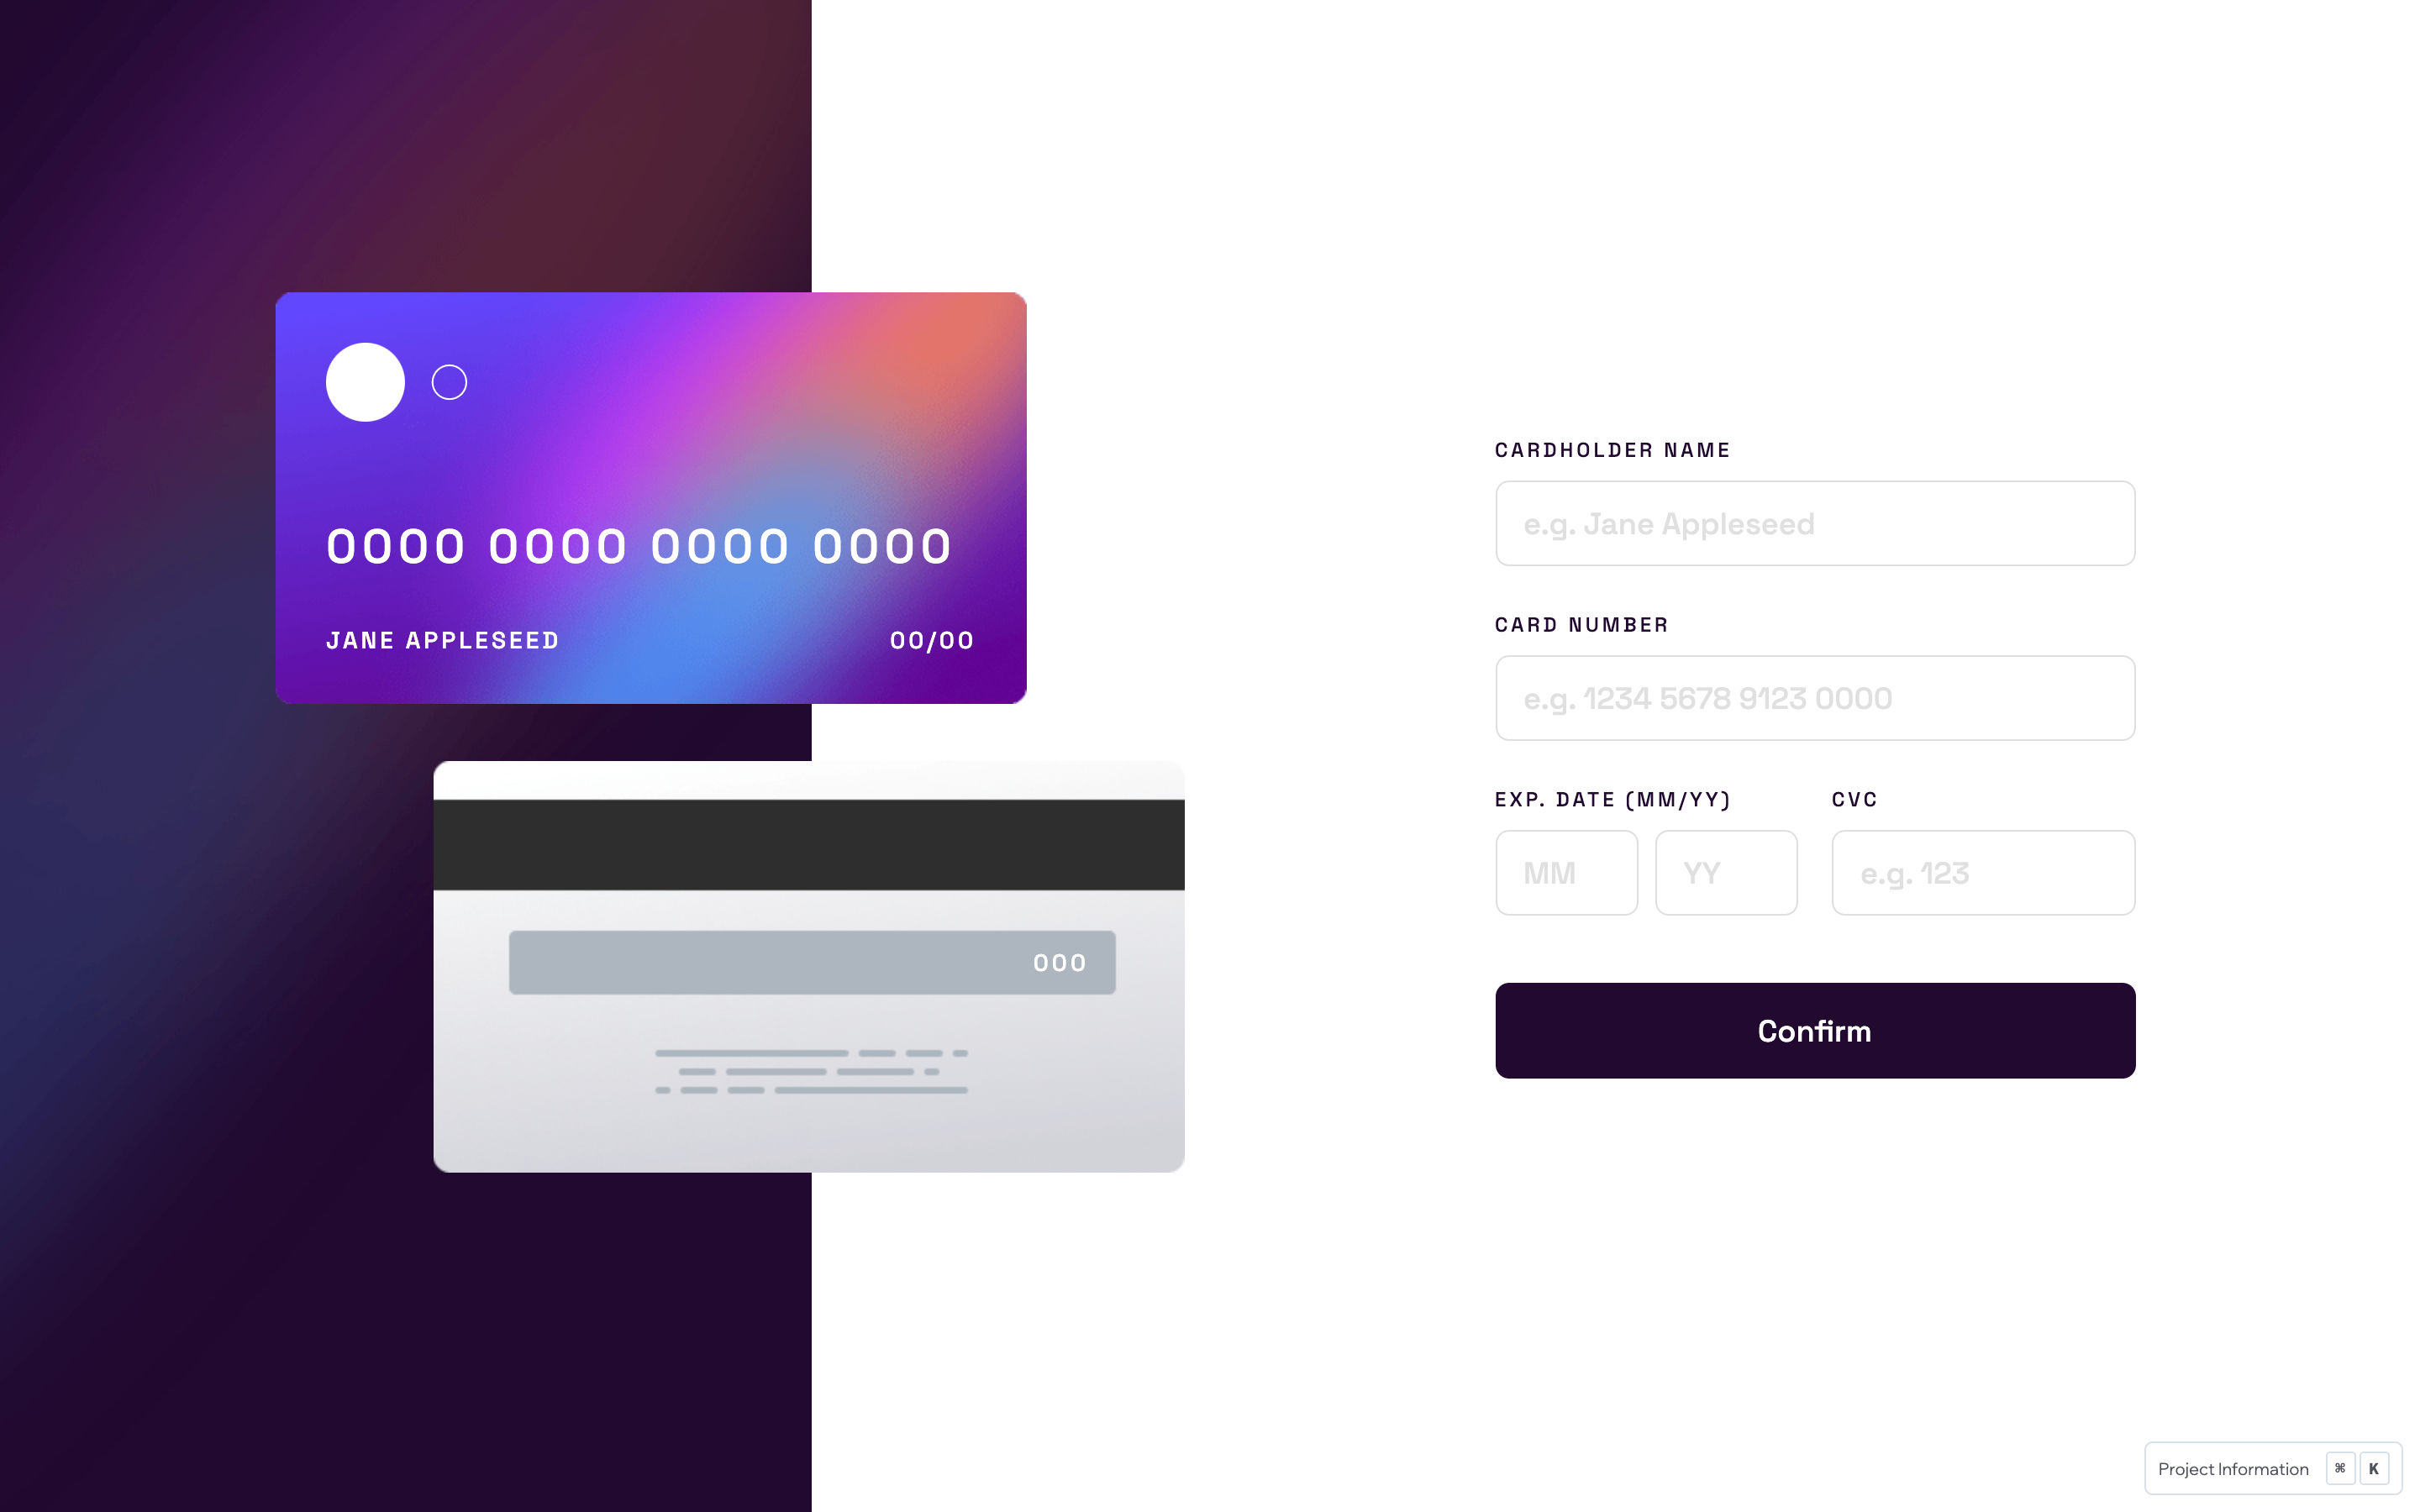 0000 0000 0000 0000
JANE APPLESEED 00/00
000
CARDHOLDER NAME
e.g. Jane Appleseed
CARD NUMBER
e.g. 1234 5678 9123 0000
EXP. DATE (MM/YY) CVC
MM YY e.g. 123
Confirm
Project Information ⌘ K